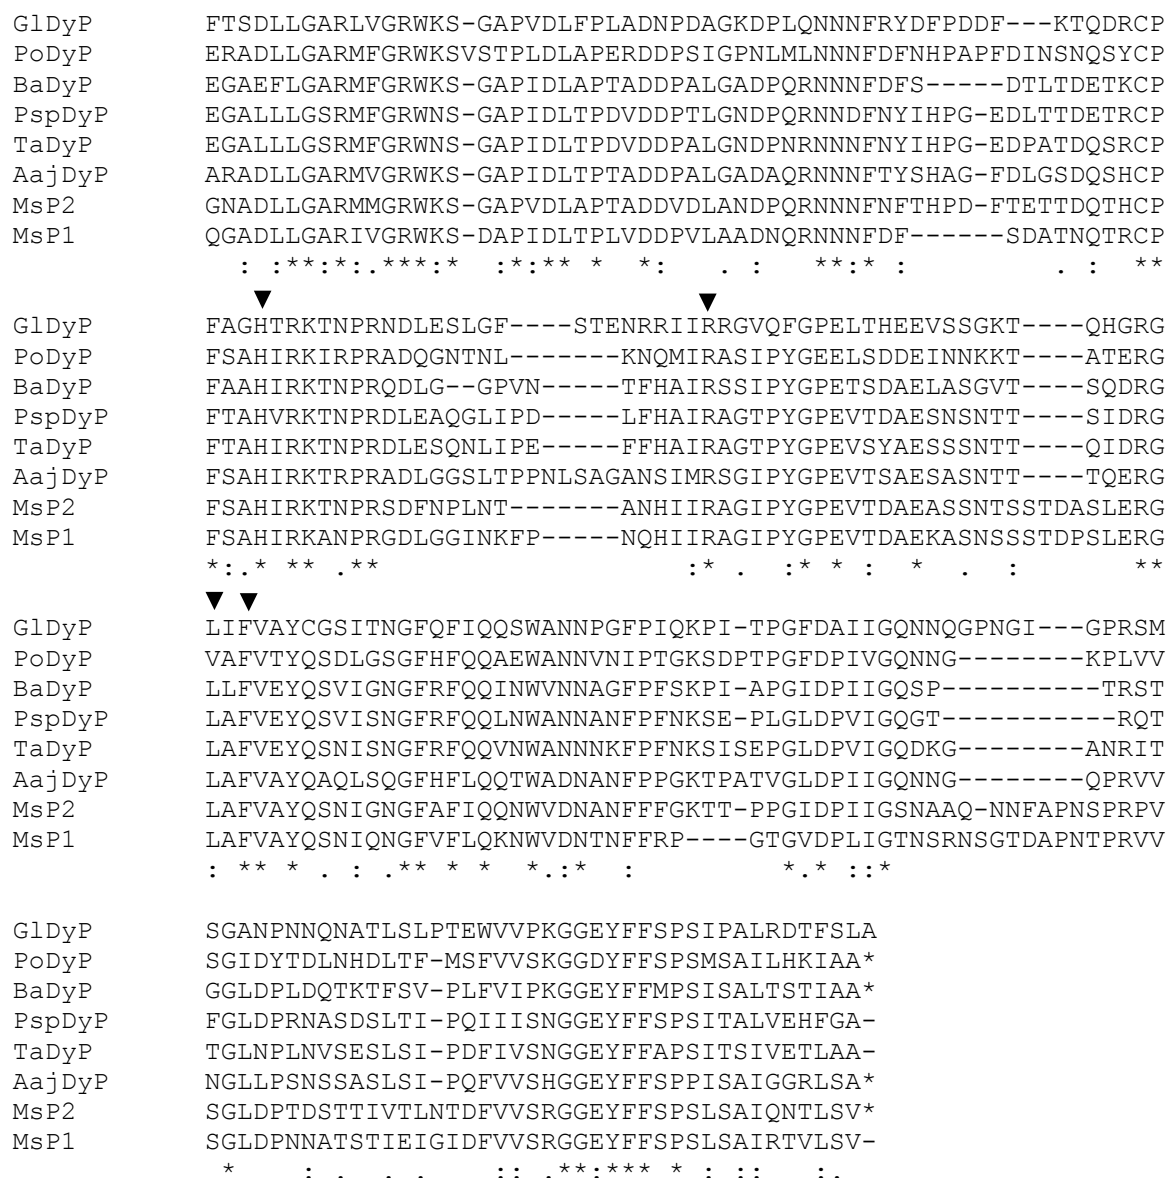 GlDyP FTSDLLGARLVGRWKS-GAPVDLFPLADNPDAGKDPLQNNNFRYDFPDDF---KTQDRCP
PoDyP ERADLLGARMFGRWKSVSTPLDLAPERDDPSIGPNLMLNNNFDFNHPAPFDINSNQSYCP
BaDyP EGAEFLGARMFGRWKS-GAPIDLAPTADDPALGADPQRNNNFDFS-----DTLTDETKCP
PspDyP EGALLLGSRMFGRWNS-GAPIDLTPDVDDPTLGNDPQRNNDFNYIHPG-EDLTTDETRCP
TaDyP EGALLLGSRMFGRWNS-GAPIDLTPDVDDPALGNDPNRNNNFNYIHPG-EDPATDQSRCP
AajDyP ARADLLGARMVGRWKS-GAPIDLTPTADDPALGADAQRNNNFTYSHAG-FDLGSDQSHCP
MsP2 GNADLLGARMMGRWKS-GAPVDLAPTADDVDLANDPQRNNNFNFTHPD-FTETTDQTHCP
MsP1 QGADLLGARIVGRWKS-DAPIDLTPLVDDPVLAADNQRNNNFDF------SDATNQTRCP
: :**:*:.***:* :*:** * *: . : **:* : . : **
▼ ▼
GlDyP FAGHTRKTNPRNDLESLGF----STENRRIIRRGVQFGPELTHEEVSSGKT----QHGRG
PoDyP FSAHIRKIRPRADQGNTNL-------KNQMIRASIPYGEELSDDEINNKKT----ATERG
BaDyP FAAHIRKTNPRQDLG--GPVN-----TFHAIRSSIPYGPETSDAELASGVT----SQDRG
PspDyP FTAHVRKTNPRDLEAQGLIPD-----LFHAIRAGTPYGPEVTDAESNSNTT----SIDRG
TaDyP FTAHIRKTNPRDLESQNLIPE-----FFHAIRAGTPYGPEVSYAESSSNTT----QIDRG
AajDyP FSAHIRKTRPRADLGGSLTPPNLSAGANSIMRSGIPYGPEVTSAESASNTT----TQERG
MsP2 FSAHIRKTNPRSDFNPLNT-------ANHIIRAGIPYGPEVTDAEASSNTSSTDASLERG
MsP1 FSAHIRKANPRGDLGGINKFP-----NQHIIRAGIPYGPEVTDAEKASNSSSTDPSLERG
*:.* ** .** :* . :* * : * . : **
▼ ▼
GlDyP LIFVAYCGSITNGFQFIQQSWANNPGFPIQKPI-TPGFDAIIGQNNQGPNGI---GPRSM
PoDyP VAFVTYQSDLGSGFHFQQAEWANNVNIPTGKSDPTPGFDPIVGQNNG--------KPLVV
BaDyP LLFVEYQSVIGNGFRFQQINWVNNAGFPFSKPI-APGIDPIIGQSP----------TRST
PspDyP LAFVEYQSVISNGFRFQQLNWANNANFPFNKSE-PLGLDPVIGQGT-----------RQT
TaDyP LAFVEYQSNISNGFRFQQVNWANNNKFPFNKSISEPGLDPVIGQDKG--------ANRIT
AajDyP LAFVAYQAQLSQGFHFLQQTWADNANFPPGKTPATVGLDPIIGQNNG--------QPRVV
MsP2 LAFVAYQSNIGNGFAFIQQNWVDNANFFFGKTT-PPGIDPIIGSNAAQ-NNFAPNSPRPV
MsP1 LAFVAYQSNIQNGFVFLQKNWVDNTNFFRP----GTGVDPLIGTNSRNSGTDAPNTPRVV
: ** * . : .** * * *.:* : *.* ::*
GlDyP SGANPNNQNATLSLPTEWVVPKGGEYFFSPSIPALRDTFSLA
PoDyP SGIDYTDLNHDLTF-MSFVVSKGGDYFFSPSMSAILHKIAA*
BaDyP GGLDPLDQTKTFSV-PLFVIPKGGEYFFMPSISALTSTIAA*
PspDyP FGLDPRNASDSLTI-PQIIISNGGEYFFSPSITALVEHFGA-
TaDyP TGLNPLNVSESLSI-PDFIVSNGGEYFFAPSITSIVETLAA-
AajDyP NGLLPSNSSASLSI-PQFVVSHGGEYFFSPPISAIGGRLSA*
MsP2 SGLDPTDSTTIVTLNTDFVVSRGGEYFFSPSLSAIQNTLSV*
MsP1 SGLDPNNATSTIEIGIDFVVSRGGEYFFSPSLSAIRTVLSV-
* : . . . :: .**:*** * : :: :.